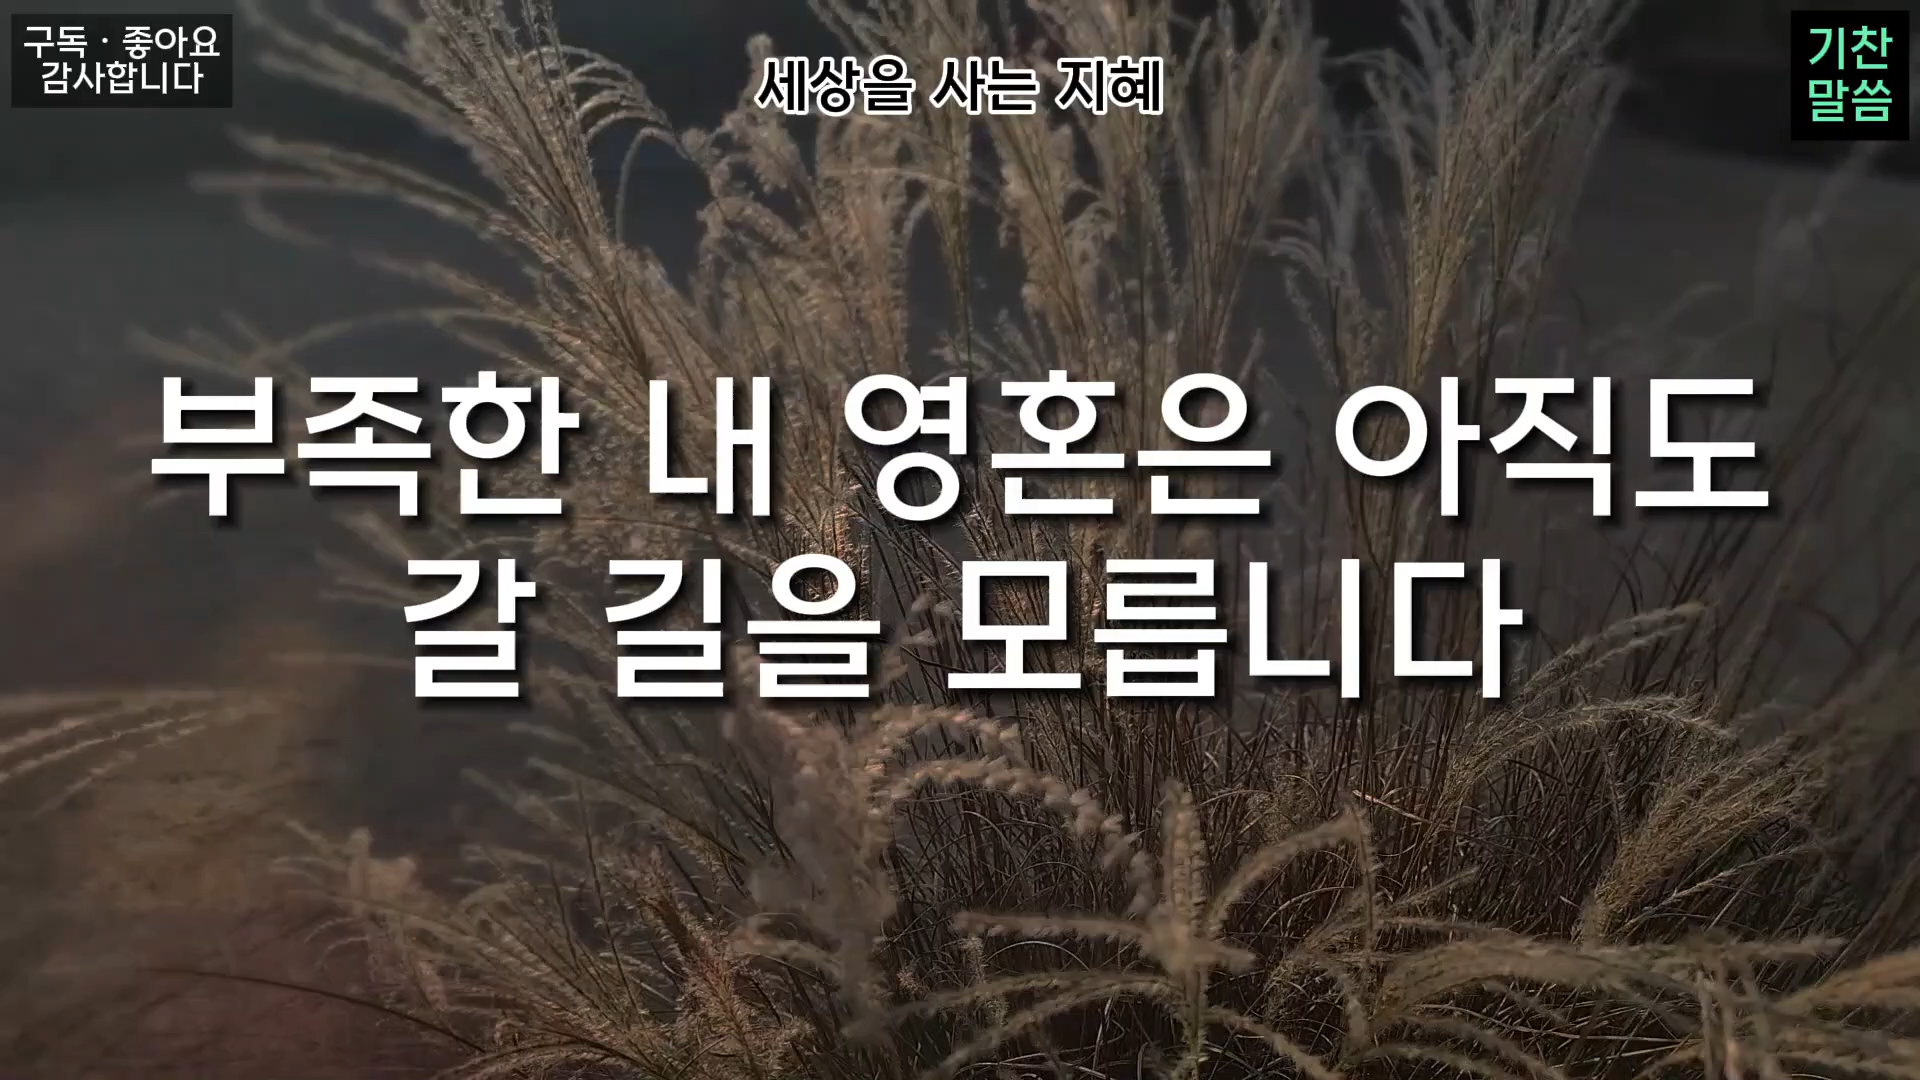 구독 · 좋아요
감사합니다
세상을 사는 지혜
기찬
말씀
부족한 내 영혼은 아직도
갈 길을 모릅니다